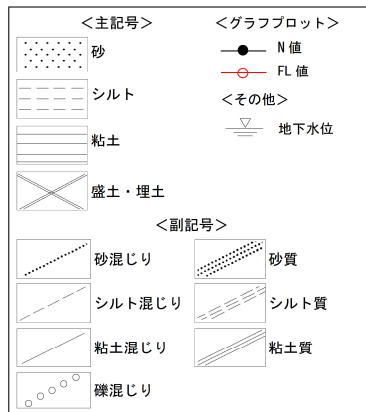 <主記号>
砂
シルト
粘土
盛土・埋土
<グラフプロット>
N値
FL値
<その他>
地下水位
<副記号>
砂混じり
砂質
シルト混じり
シルト質
粘土混じり
粘土質
礫混じり